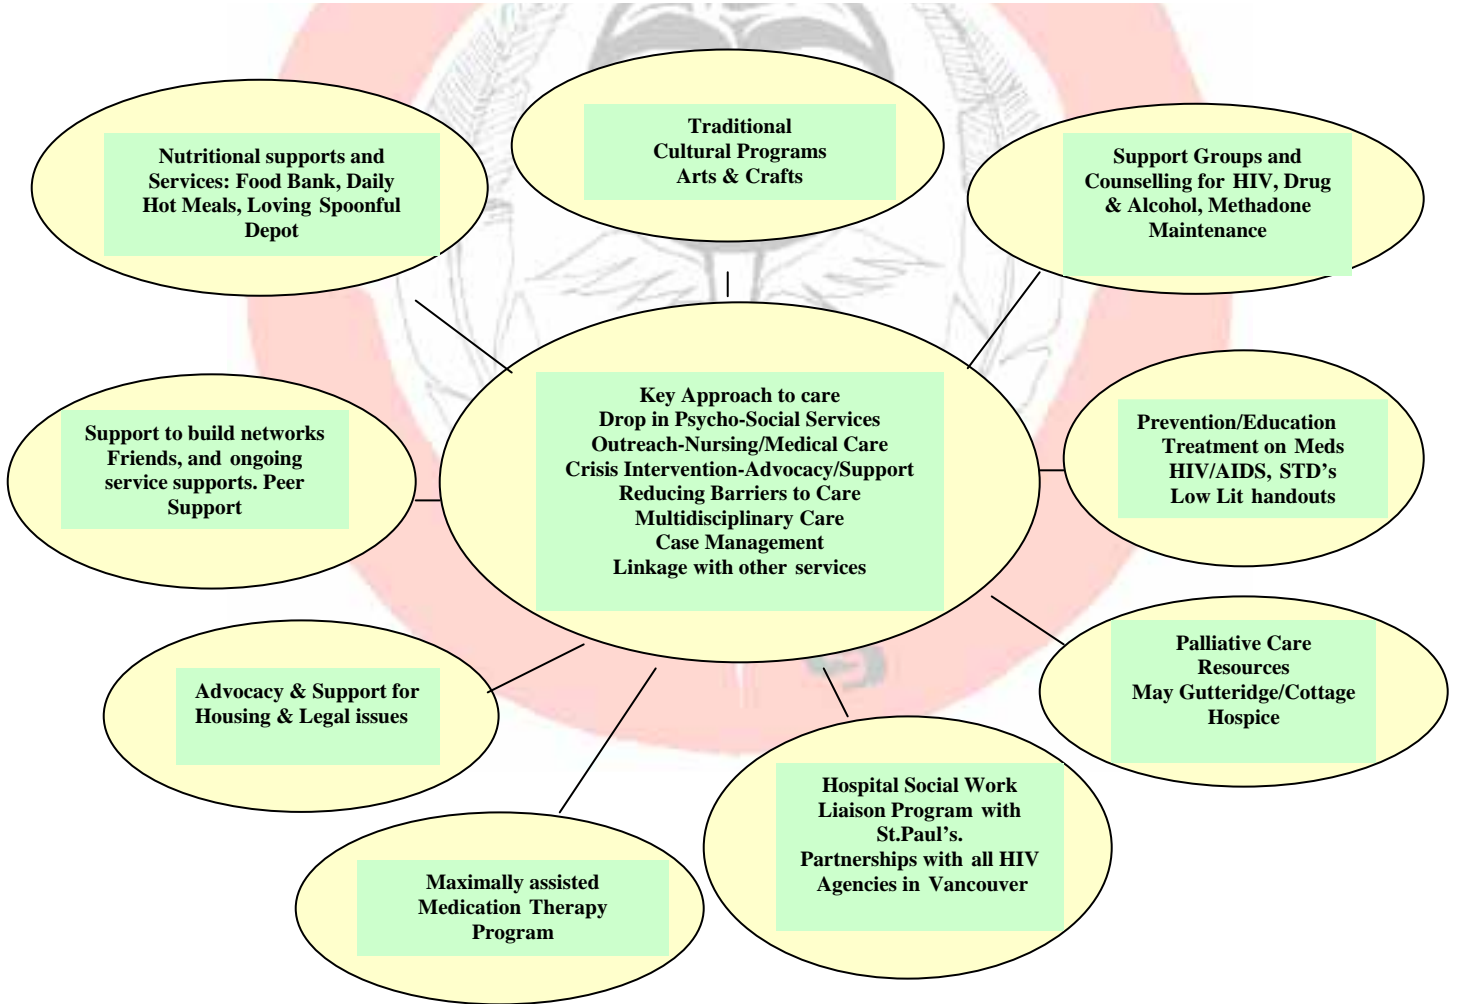 Nutritional supports and
Services: Food Bank, Daily
Hot Meals, Loving Spoonful
Depot
Traditional
Cultural Programs
Arts & Crafts
Support Groups and
Counselling for HIV, Drug
& Alcohol, Methadone
Maintenance
Support to build networks
Friends, and ongoing
service supports. Peer
Support
Key Approach to care
Drop in Psycho-Social Services
Outreach-Nursing/Medical Care
Crisis Intervention-Advocacy/Support
Reducing Barriers to Care
Multidisciplinary Care
Case Management
Linkage with other services
Prevention/Education
Treatment on Meds
HIV/AIDS, STD's
Low Lit handouts
Advocacy & Support for
Housing & Legal issues
Palliative Care
Resources
May Gutteridge/Cottage
Hospice
Maximally assisted
Medication Therapy
Program
Hospital Social Work
Liaison Program with
St.Paul's.
Partnerships with all HIV
Agencies in Vancouver